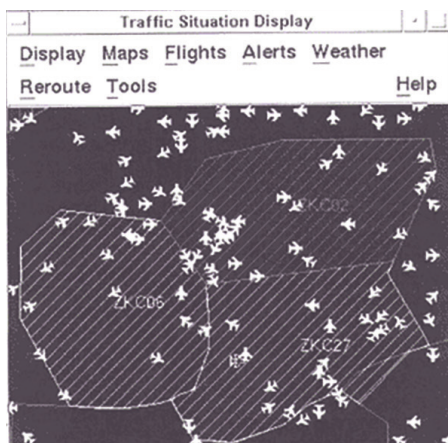 Traffic Situation Display
Display Maps Flights Alerts Weather
Reroute Tools Help
ZKC02
ZKC06
ZKC27